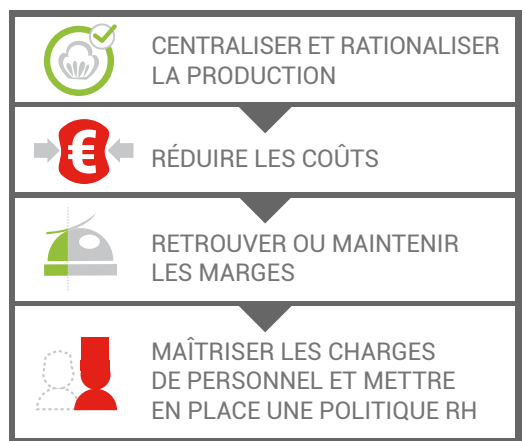 CENTRALISER ET RATIONALISER
LA PRODUCTION
€
RÉDUIRE LES COÛTS
RETROUVER OU MAINTENIR
LES MARGES
MAÎTRISER LES CHARGES
DE PERSONNEL ET METTRE
EN PLACE UNE POLITIQUE RH